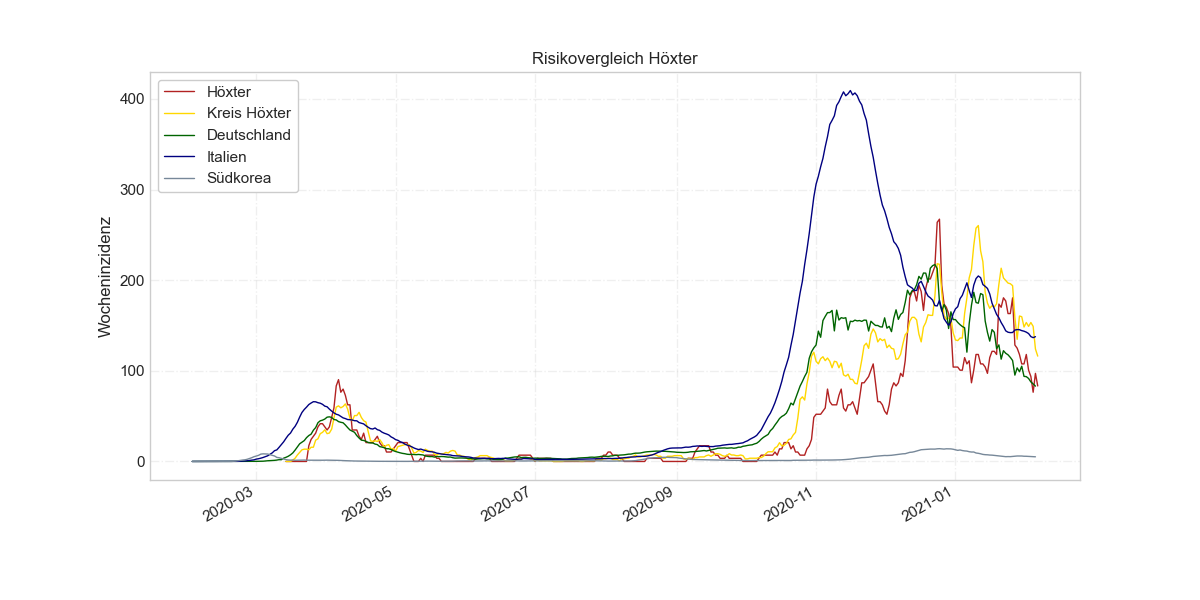 Risikovergleich Höxter
Höxter
Kreis Höxter
Deutschland
Italien
Südkorea
Wocheninzidenz
400
300
200
100
0
2020-03
2020-05
2020-07
2020-09
2020-11
2021-01